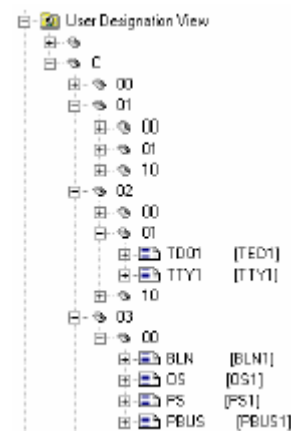 User Designation View
C
00
01
00
01
10
02
00
01
TD01 [TED1]
TTY1 [TTY1]
10
03
00
BLN [BLN1]
OS [OS1]
PS [PS1]
PBUS [PBUS1]